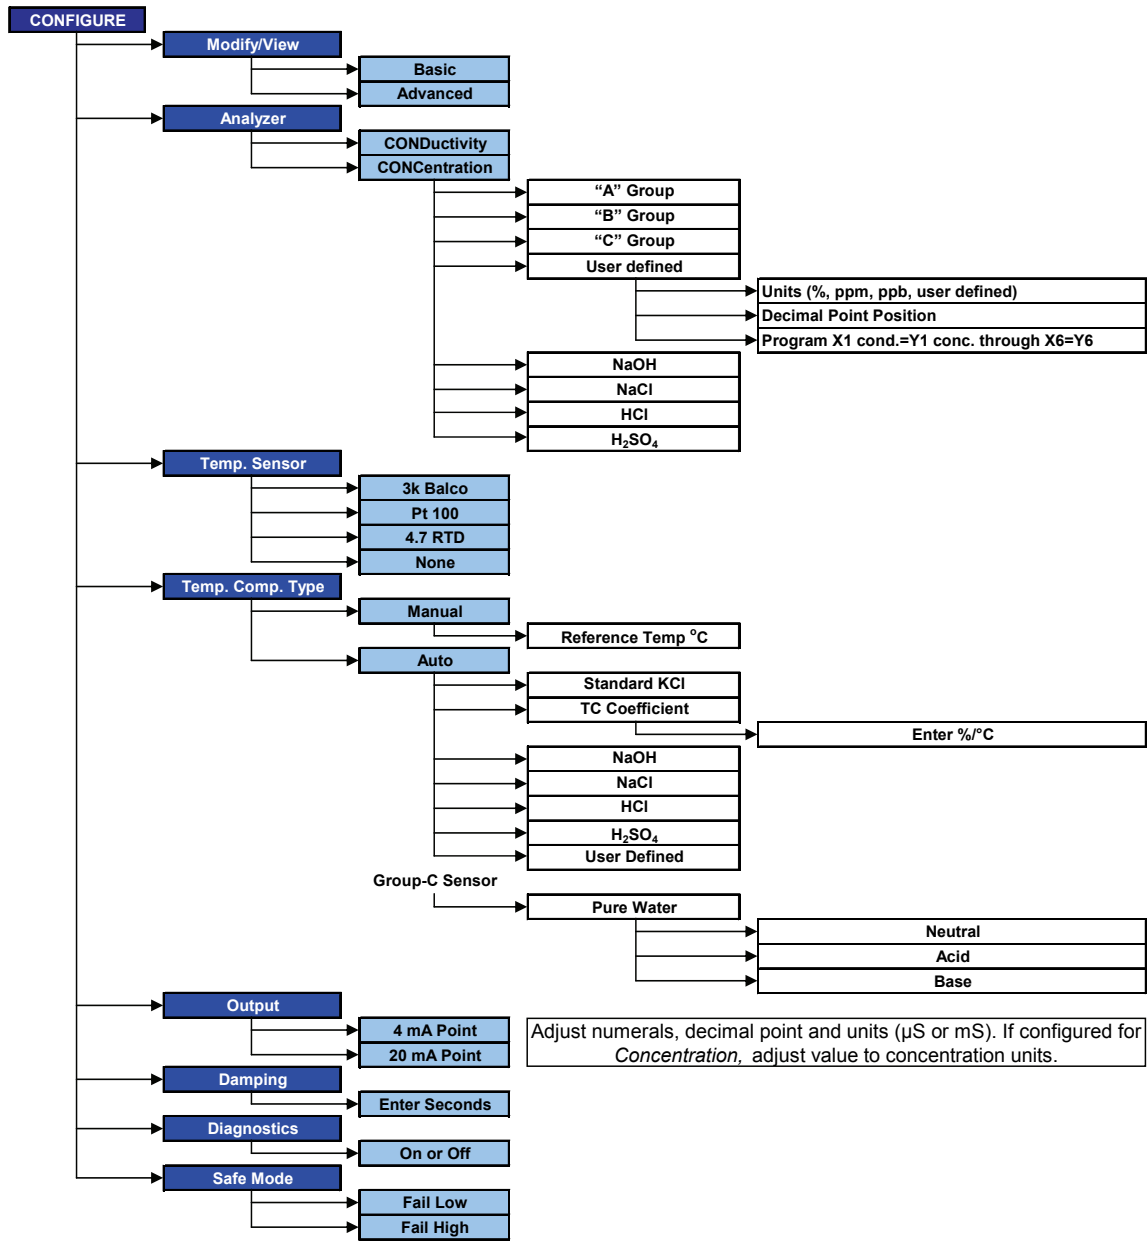 CONFIGURE
Modify/View
Basic
Advanced
Analyzer
CONDuctivity
CONCentration
“A” Group
“B” Group
“C” Group
User defined
Units (%, ppm, ppb, user defined)
Decimal Point Position
Program X1 cond.=Y1 conc. through X6=Y6
NaOH
NaCl
HCl
H₂SO₄
Temp. Sensor
3k Balco
Pt 100
4.7 RTD
None
Temp. Comp. Type
Manual
Reference Temp °C
Auto
Standard KCl
TC Coefficient
Enter %/°C
NaOH
NaCl
HCl
H₂SO₄
User Defined
Group-C Sensor
Pure Water
Neutral
Acid
Base
Output
4 mA Point
20 mA Point
Adjust numerals, decimal point and units (µS or mS). If configured for
Concentration, adjust value to concentration units.
Damping
Enter Seconds
Diagnostics
On or Off
Safe Mode
Fail Low
Fail High